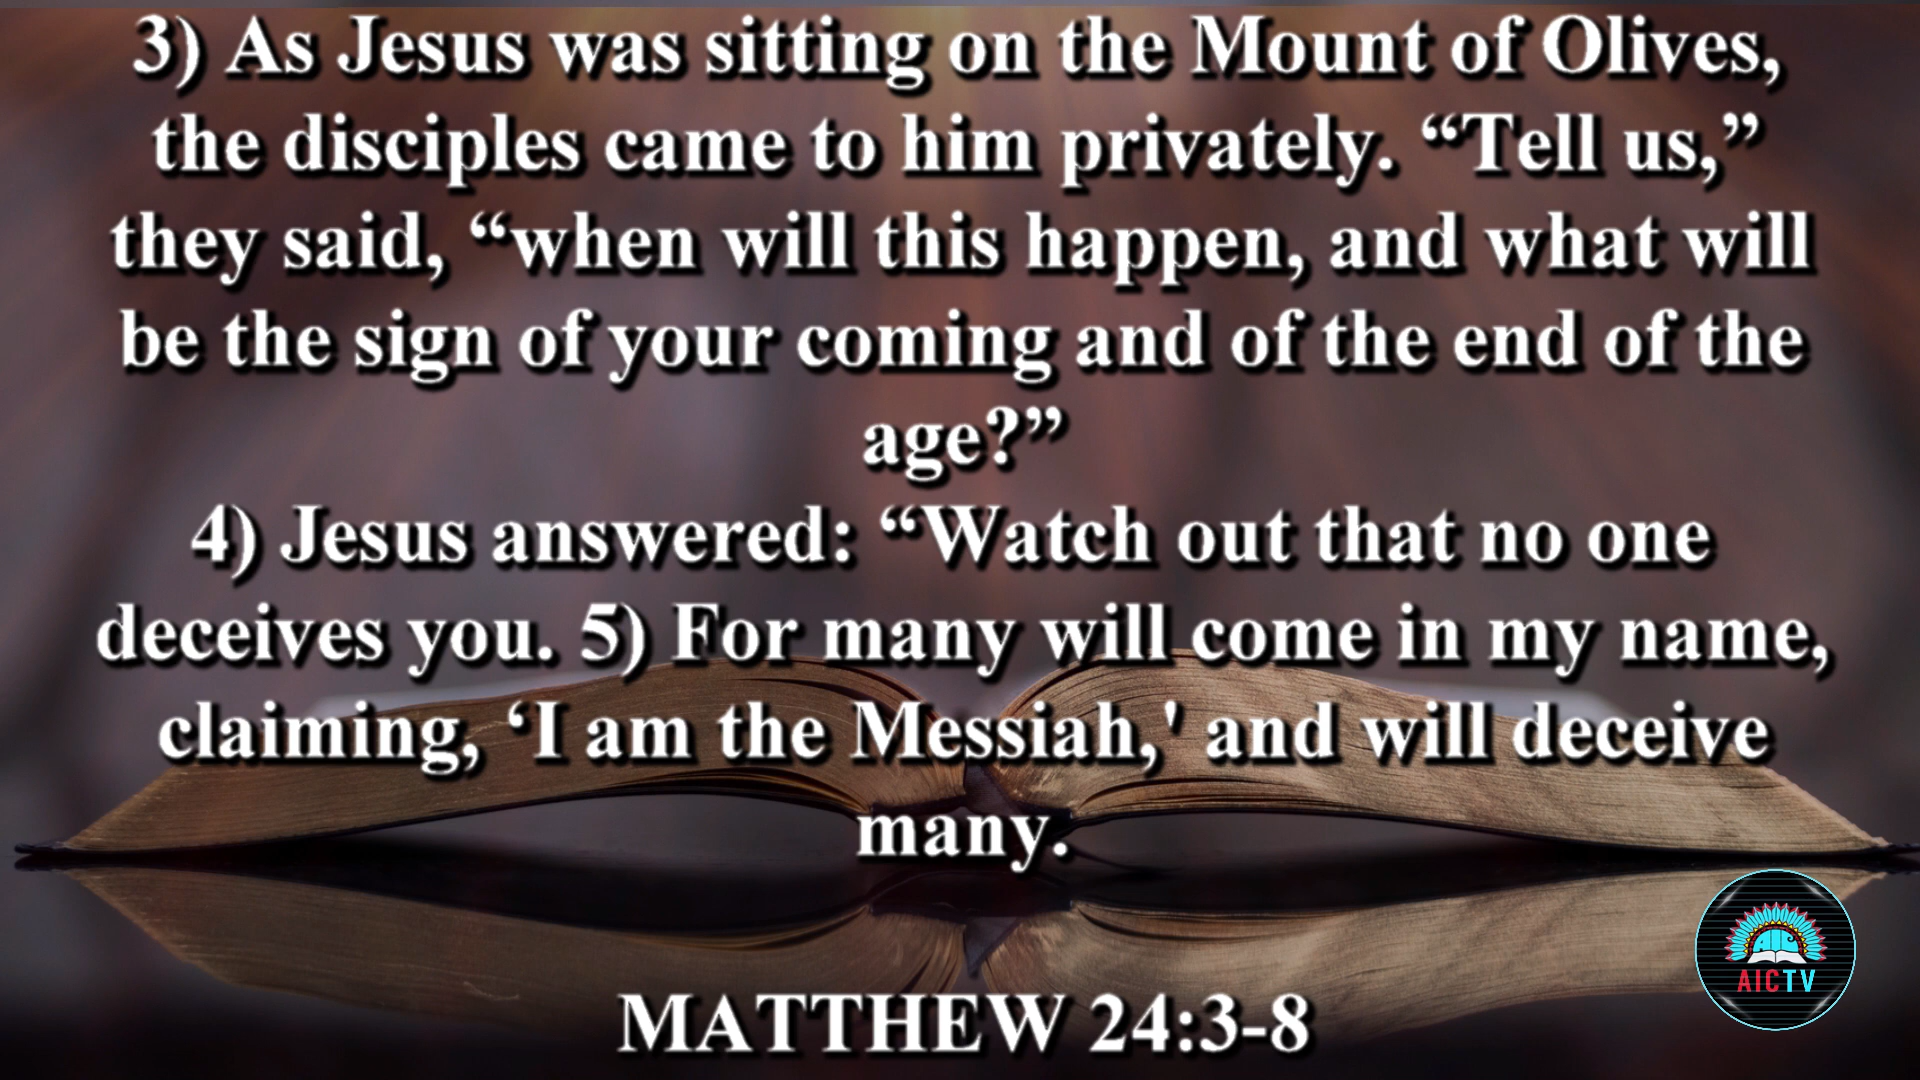 3) As Jesus was sitting on the Mount of Olives,
the disciples came to him privately. “Tell us,”
they said, “when will this happen, and what will
be the sign of your coming and of the end of the
age?”
4) Jesus answered: “Watch out that no one
deceives you. 5) For many will come in my name,
claiming, ‘I am the Messiah,' and will deceive
many.
MATTHEW 24:3-8
AICTV